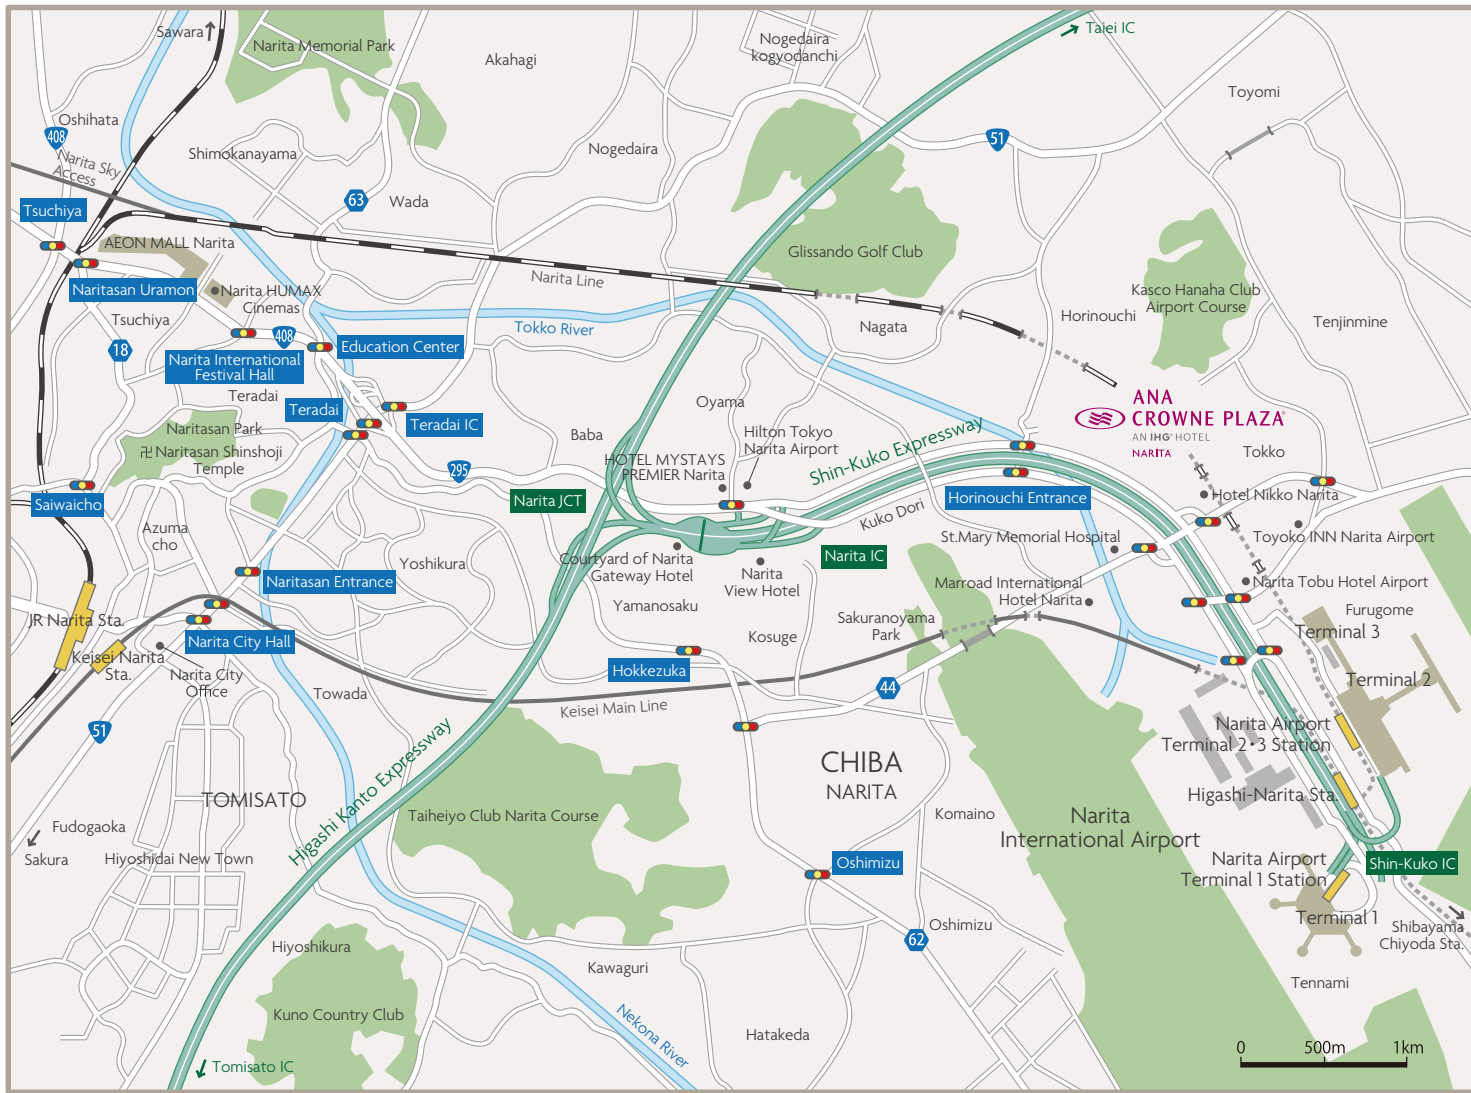 Sawara
Narita Memorial Park
Akahagi
Nogedaira
kogyodanchi
Taiei IC
Toyomi
Oshihata
408
Narita Sky
Access
Shimokanayama
63
Wada
Nogedaira
51
Tsuchiya
AEON MALL Narita
Naritasan Uramon
Narita HUMAX
Cinemas
Narita Line
Glissando Golf Club
Kasco Hanaha Club
Airport Course
Tsuchiya
18
408
Narita International
Festival Hall
Education Center
Tokko River
Nagata
Horinouchi
Tenjinmine
Teradai
Teradai
Teradai IC
Naritasan Park
卍 Naritasan Shinshoji
Temple
Baba
Oyama
Hilton Tokyo
Narita Airport
HOTEL MYSTAYS
PREMIER Narita
Shin-Kuko Expressway
ANA
CROWNE PLAZA®
AN IHG® HOTEL
NARITA
Tokko
295
Saiwaicho
Narita JCT
Horinouchi Entrance
Kuko Dori
Hotel Nikko Narita
Azuma
cho
Yoshikura
Courtyard of Narita
Gateway Hotel
Narita
View Hotel
Narita IC
St.Mary Memorial Hospital
Toyoko INN Narita Airport
Naritasan Entrance
Yamanosaku
Marroad International
Hotel Narita
Narita Tobu Hotel Airport
Furugome
JR Narita Sta.
Narita City Hall
Kosuge
Sakuranoyama
Park
Terminal 3
Keisei Narita
Sta.
Narita City
Office
Hokkezuka
Towada
Keisei Main Line
44
Terminal 2
51
Higashi Kanto Expressway
CHIBA
NARITA
Narita Airport
Terminal 2･3 Station
TOMISATO
Higashi-Narita Sta.
Fudogaoka
Sakura
Taiheiyo Club Narita Course
Komaino
Narita
International Airport
Hiyoshidai New Town
Oshimizu
Narita Airport
Terminal 1 Station
Shin-Kuko IC
Terminal 1
Shibayama
Chiyoda Sta.
Hiyoshikura
Oshimizu
62
Kawaguri
Tennami
Kuno Country Club
Nekona River
Hatakeda
Tomisato IC
0 500m 1km